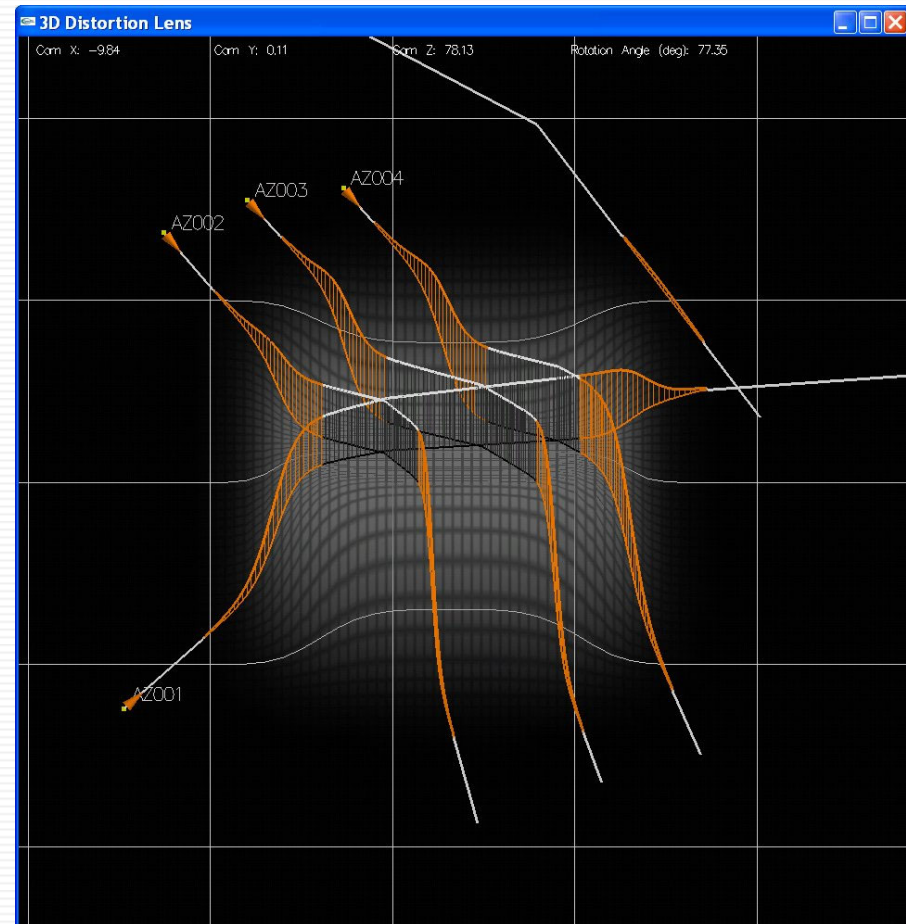 3D Distortion Lens
Cam X: -9.84 Cam Y: 0.11 Cam Z: 78.13 Rotation Angle (deg): 77.35
AZ004
AZ003
AZ002
AZ001